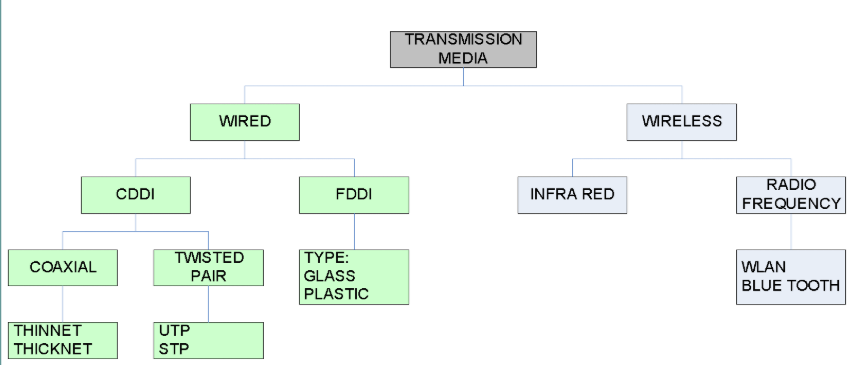 TRANSMISSION
MEDIA
WIRED
WIRELESS
CDDI
FDDI
INFRA RED
RADIO
FREQUENCY
COAXIAL
TWISTED
PAIR
TYPE:
GLASS
PLASTIC
WLAN
BLUE TOOTH
THINNET
THICKNET
UTP
STP